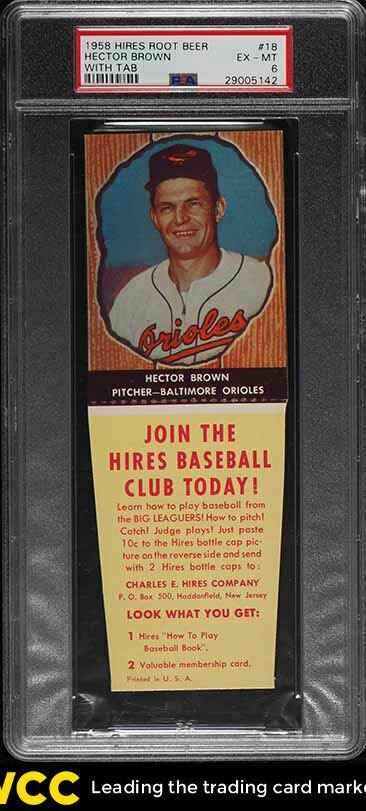 1958 HIRES ROOT BEER #18
HECTOR BROWN EX - MT
WITH TAB 6
PSA 29005142
Orioles
HECTOR BROWN
PITCHER—BALTIMORE ORIOLES
JOIN THE
HIRES BASEBALL
CLUB TODAY!
Learn how to play baseball from
the BIG LEAGUERS! How to pitch!
Catch! Judge plays! Just paste
10c to the Hires bottle cap pic-
ture on the reverse side and send
with 2 Hires bottle caps to:
CHARLES E. HIRES COMPANY
P. O. Box 500, Haddonfield, New Jersey
LOOK WHAT YOU GET:
1 Hires "How To Play
Baseball Book".
2 Valuable membership card.
Printed in U. S. A.
WCC Leading the trading card marke